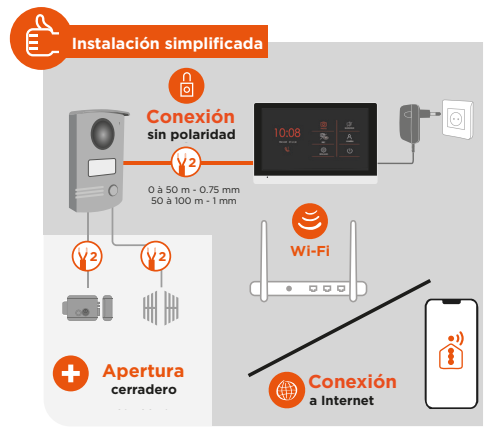 Instalación simplificada
Conexión
sin polaridad
10:08
2
0 à 50 m - 0.75 mm
50 à 100 m - 1 mm
Wi-Fi
2
2
Apertura
cerradero
Conexión
a Internet